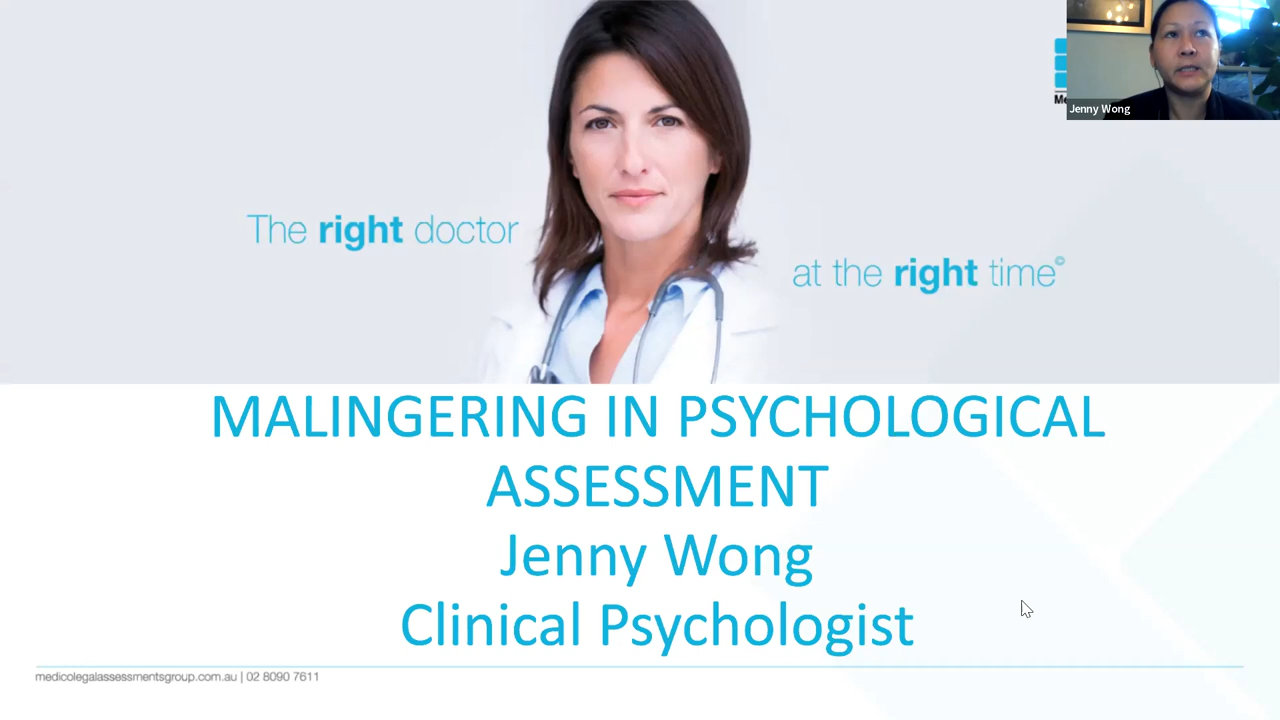 The right doctor
at the right time©
Jenny Wong
MALINGERING IN PSYCHOLOGICAL
ASSESSMENT
Jenny Wong
Clinical Psychologist
medicolegalassessmentsgroup.com.au | 02 8090 7611